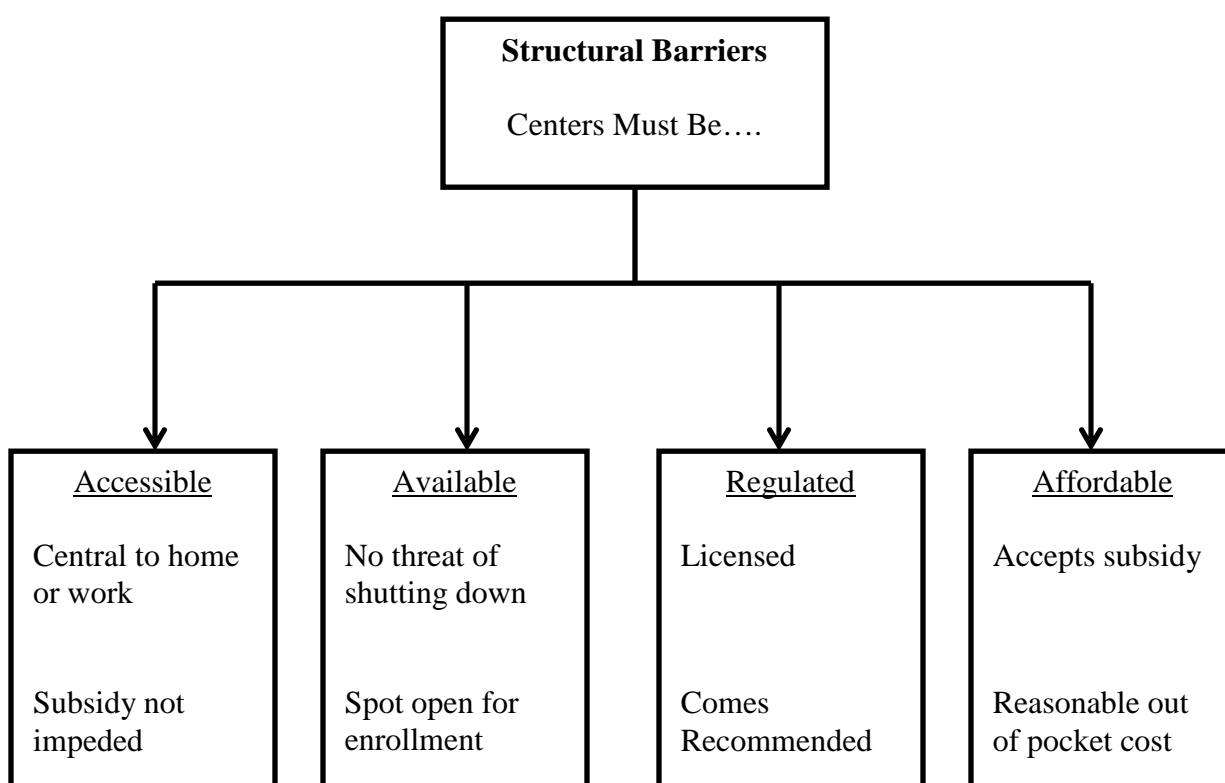 Structural Barriers
Centers Must Be….
Accessible
Central to home
or work
Subsidy not
impeded
Available
No threat of
shutting down
Spot open for
enrollment
Regulated
Licensed
Comes
Recommended
Affordable
Accepts subsidy
Reasonable out
of pocket cost